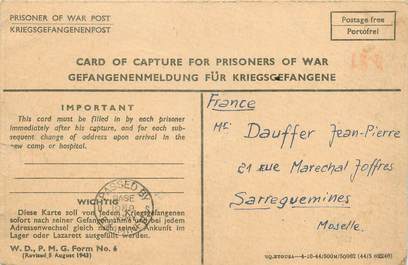 PRISONER OF WAR POST
KRIEGSGEFANGENENPOST
Postage free
Portofrei
CARD OF CAPTURE FOR PRISONERS OF WAR
GEFANGENENMELDUNG FÜR KRIEGSGEFANGENE
IMPORTANT
This card must be filled in by each prisoner
immediately after his capture, and for each sub-
sequent change of address upon arrival in the
new camp or hospital.
PASSED BY
BASE
WICHTIG
Diese Karte soll von jedem Kriegsgefangenen
sofort nach seiner Gefangennahme und bei jedem
Adressenwechsel gleich nach seiner Ankunft im
Lager oder Lazarett ausgefüllt werden.
W. D., P. M. G. Form No. 6
(Revised 5 August 1943)
France
Mr Dauffer Jean-Pierre
21 rue Marechal Joffres
Sarreguemines
Moselle.